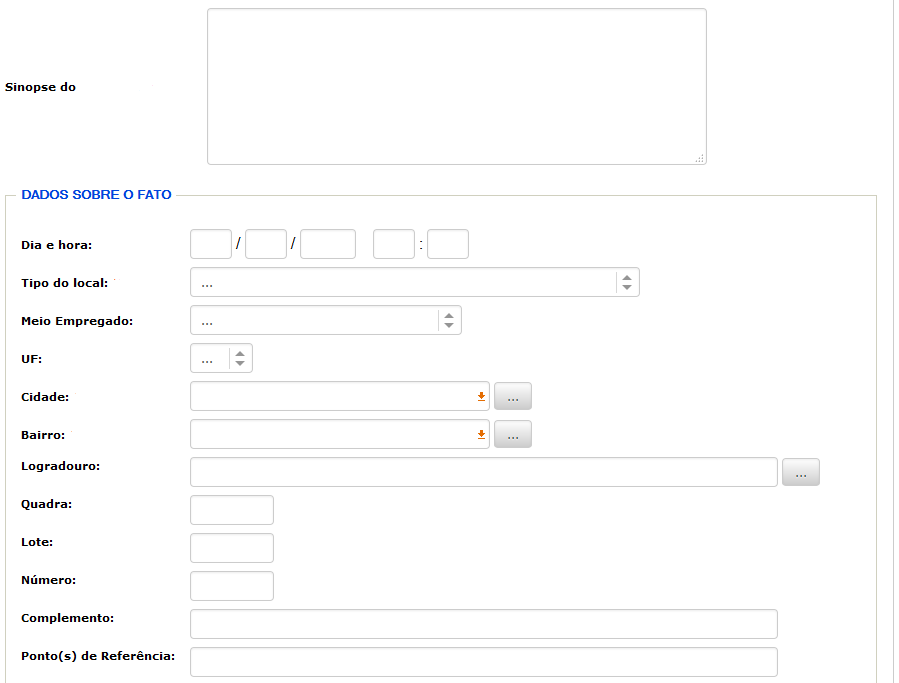 Sinopse do
DADOS SOBRE O FATO
Dia e hora: / / :
Tipo do local: ...
Meio Empregado: ...
UF: ...
Cidade: ...
Bairro: ...
Logradouro: ...
Quadra:
Lote:
Número:
Complemento:
Ponto(s) de Referência: